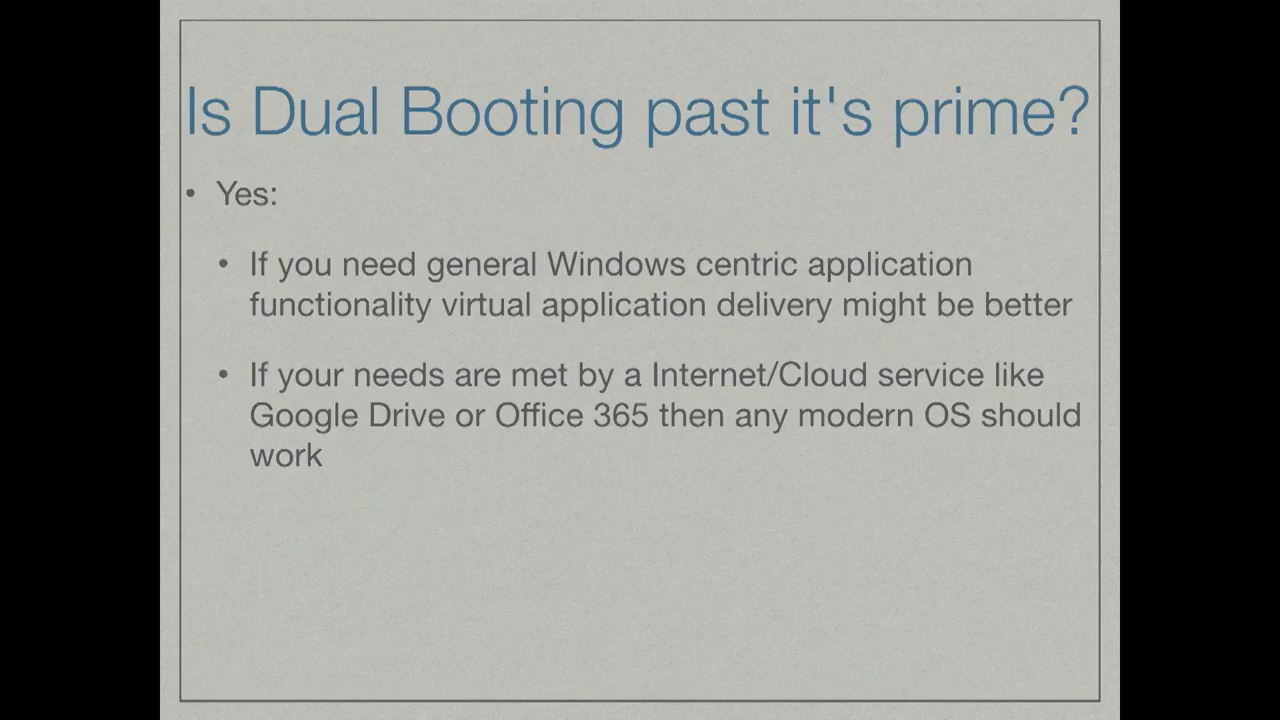 Is Dual Booting past it's prime?
• Yes:
• If you need general Windows centric application
functionality virtual application delivery might be better
• If your needs are met by a Internet/Cloud service like
Google Drive or Office 365 then any modern OS should
work